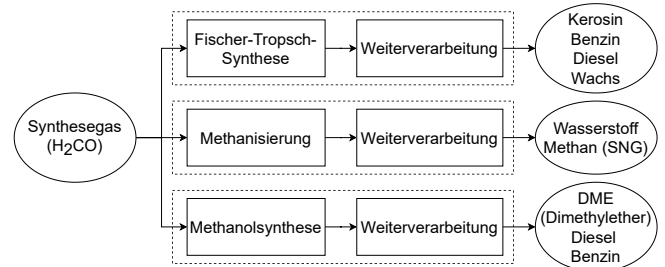 Synthesegas
(H2CO)
Fischer-Tropsch-
Synthese
Weiterverarbeitung
Kerosin
Benzin
Diesel
Wachs
Methanisierung
Weiterverarbeitung
Wasserstoff
Methan (SNG)
Methanolsynthese
Weiterverarbeitung
DME
(Dimethylether)
Diesel
Benzin